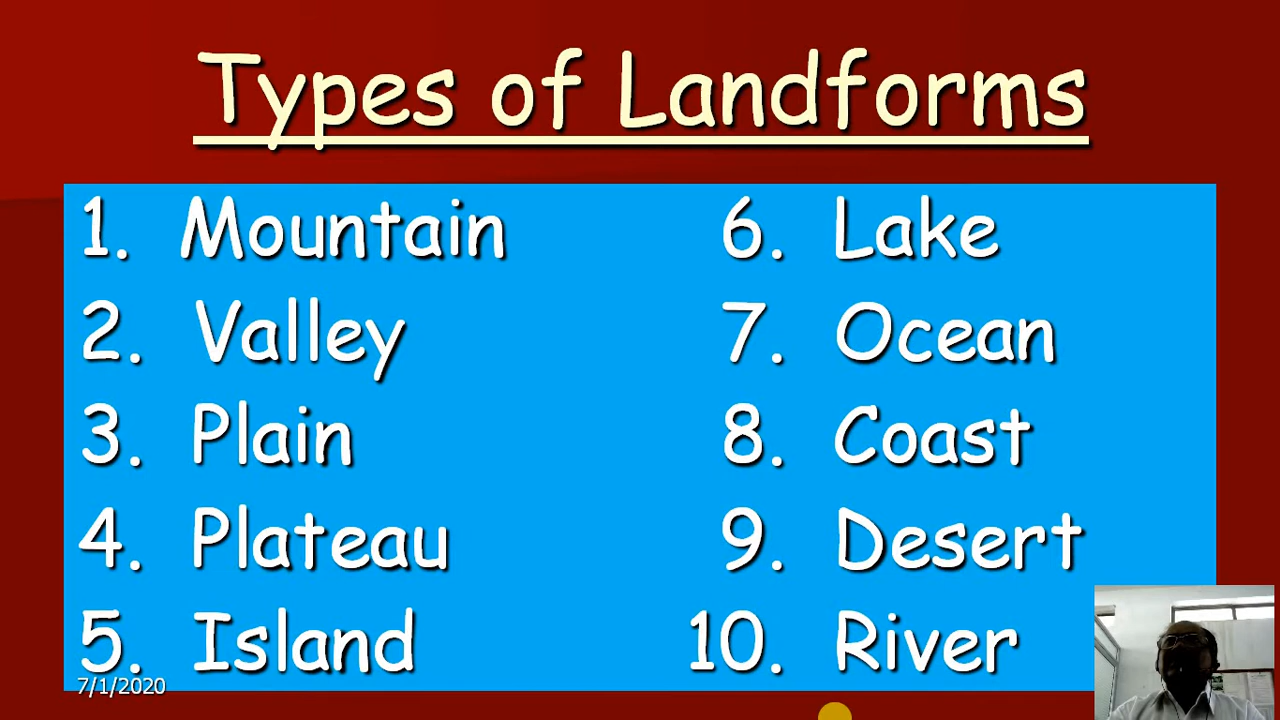 Types of Landforms
1. Mountain
2. Valley
3. Plain
4. Plateau
5. Island
6. Lake
7. Ocean
8. Coast
9. Desert
10. River
7/1/2020